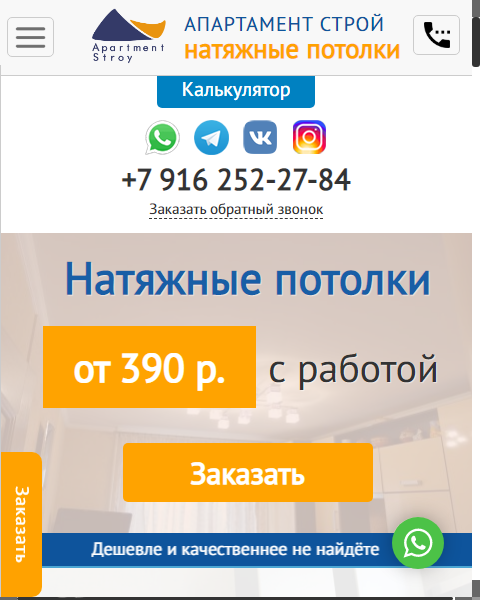 Apartment
Stroy
АПАРТАМЕНТ СТРОЙ
натяжные потолки
Калькулятор
+7 916 252-27-84
Заказать обратный звонок
Натяжные потолки
от 390 р.
с работой
Заказать
Заказать
Дешевле и качественнее не найдёте